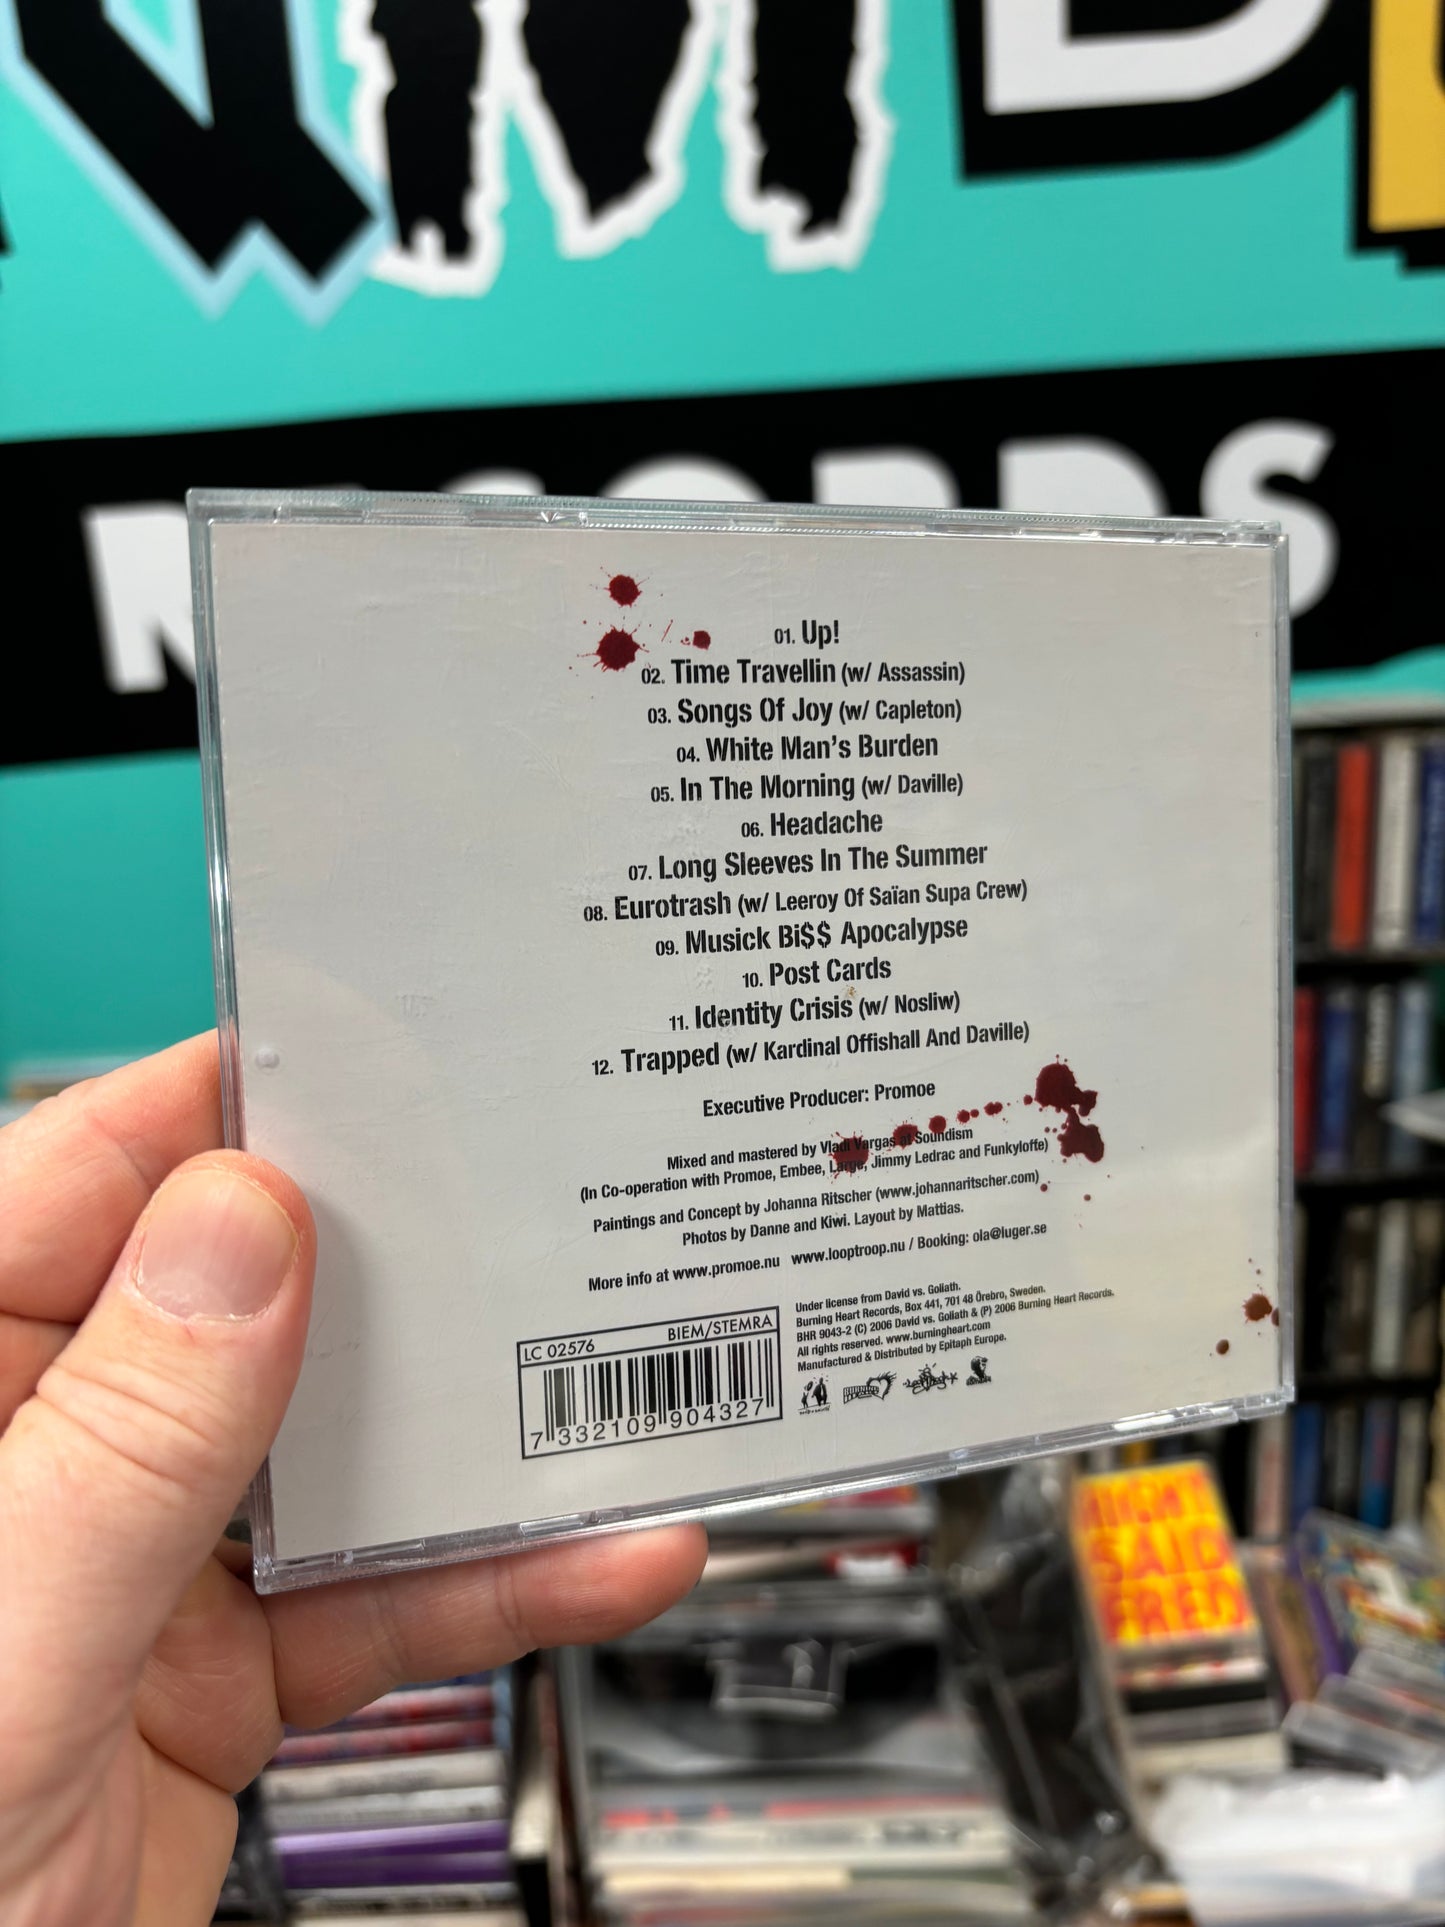 RECORDS
01. Up!
02. Time Travellin (w/ Assassin)
03. Songs Of Joy (w/ Capleton)
04. White Man's Burden
05. In The Morning (w/ Daville)
06. Headache
07. Long Sleeves In The Summer
08. Eurotrash (w/ Leeroy Of Saïan Supa Crew)
09. Musick Bi$$ Apocalypse
10. Post Cards
11. Identity Crisis (w/ Nosliw)
12. Trapped (w/ Kardinal Offishall And Daville)
Executive Producer: Promoe
Mixed and mastered by Vladi Vargas at Soundism
(In Co-operation with Promoe, Embee, Large, Jimmy Ledrac and Funkylofte)
Paintings and Concept by Johanna Ritscher (www.johannaritscher.com)
Photos by Danne and Kiwi. Layout by Mattias.
More info at www.promoe.nu www.looptroop.nu / Booking: ola@luger.se
Under license from David vs. Goliath.
Burning Heart Records, Box 441, 701 48 Örebro, Sweden.
BHR 9043-2 (C) 2006 David vs. Goliath & (P) 2006 Burning Heart Records.
All rights reserved. www.burningheart.com
Manufactured & Distributed by Epitaph Europe.
LC 02576 BIEM/STEMRA
7 332109 904327
SAID
FRED